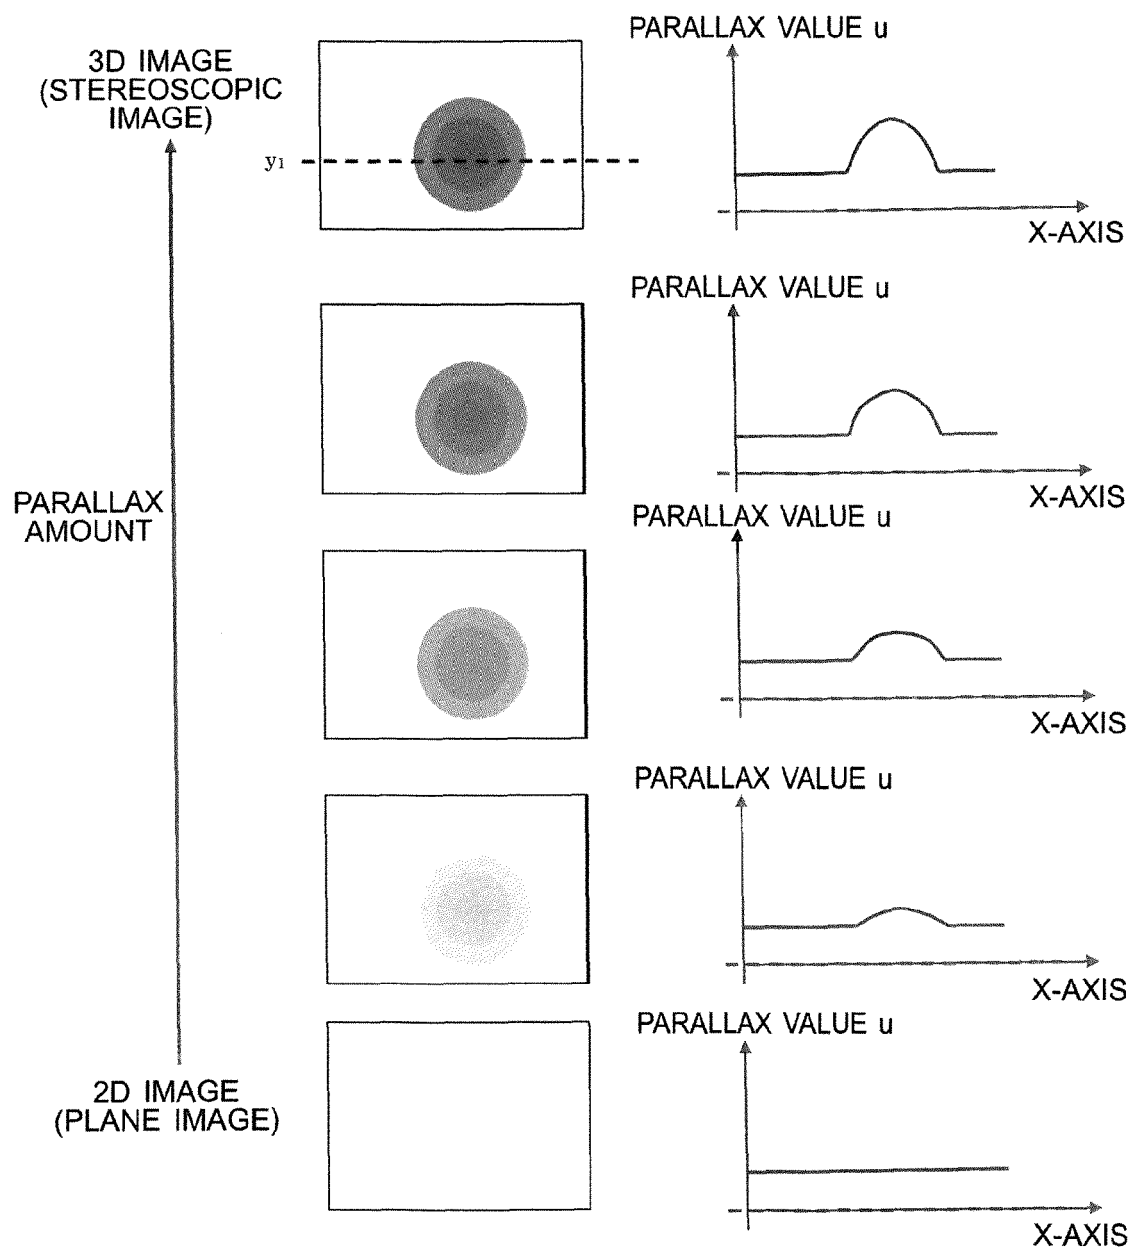 PARALLAX VALUE u
3D IMAGE
(STEREOSCOPIC
IMAGE)
y1
X-AXIS
PARALLAX VALUE u
X-AXIS
PARALLAX
AMOUNT
PARALLAX VALUE u
X-AXIS
PARALLAX VALUE u
X-AXIS
PARALLAX VALUE u
2D IMAGE
(PLANE IMAGE)
X-AXIS